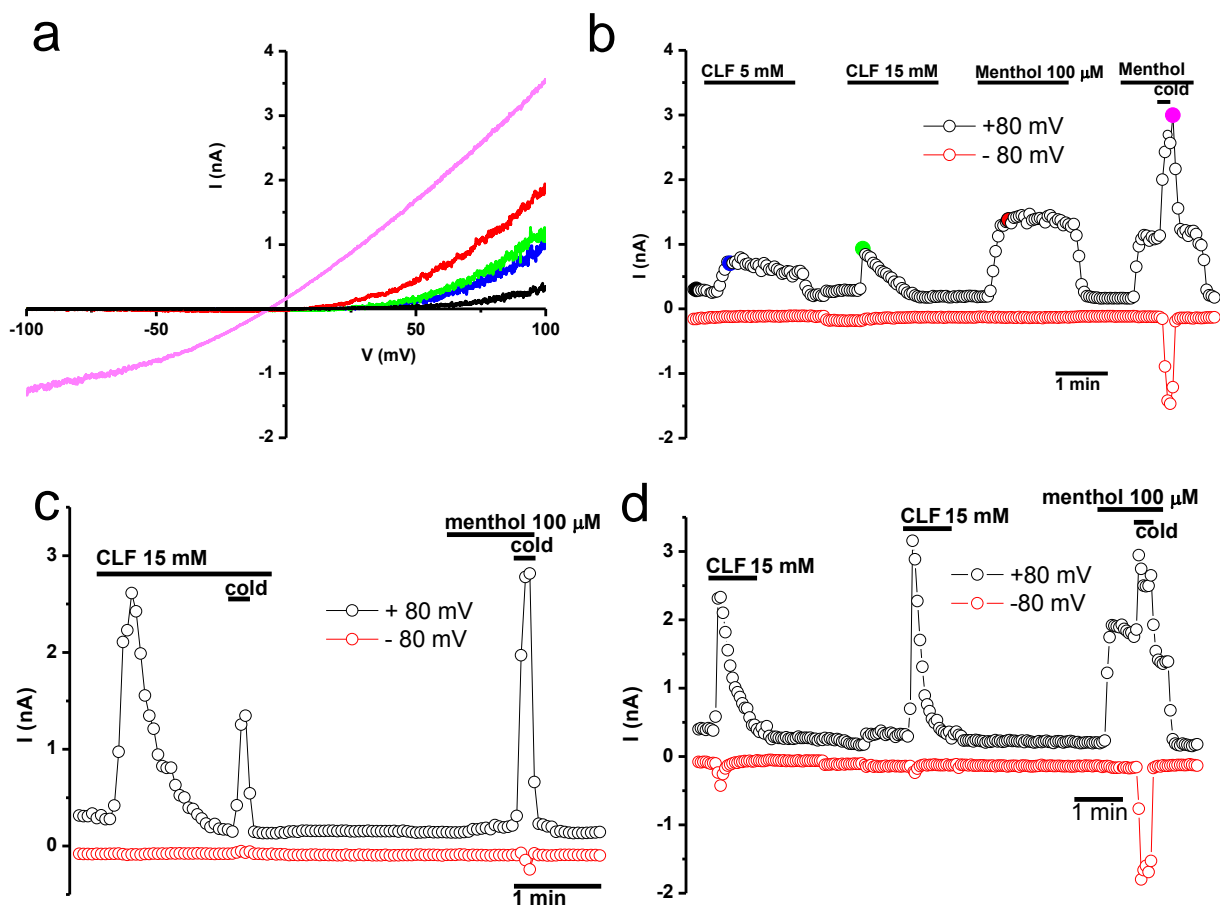 a
4
3
2
1
0
-1
-2
-100
-50
0
50
100
I (nA)
V (mV)
b
4
3
2
1
0
-1
-2
I (nA)
CLF 5 mM
CLF 15 mM
Menthol 100 μM
Menthol
cold
+80 mV
- 80 mV
1 min
c
3
2
1
0
I (nA)
CLF 15 mM
cold
menthol 100 μM
cold
+ 80 mV
- 80 mV
1 min
d
4
3
2
1
0
-1
-2
I (nA)
CLF 15 mM
CLF 15 mM
menthol 100 μM
cold
+80 mV
-80 mV
1 min